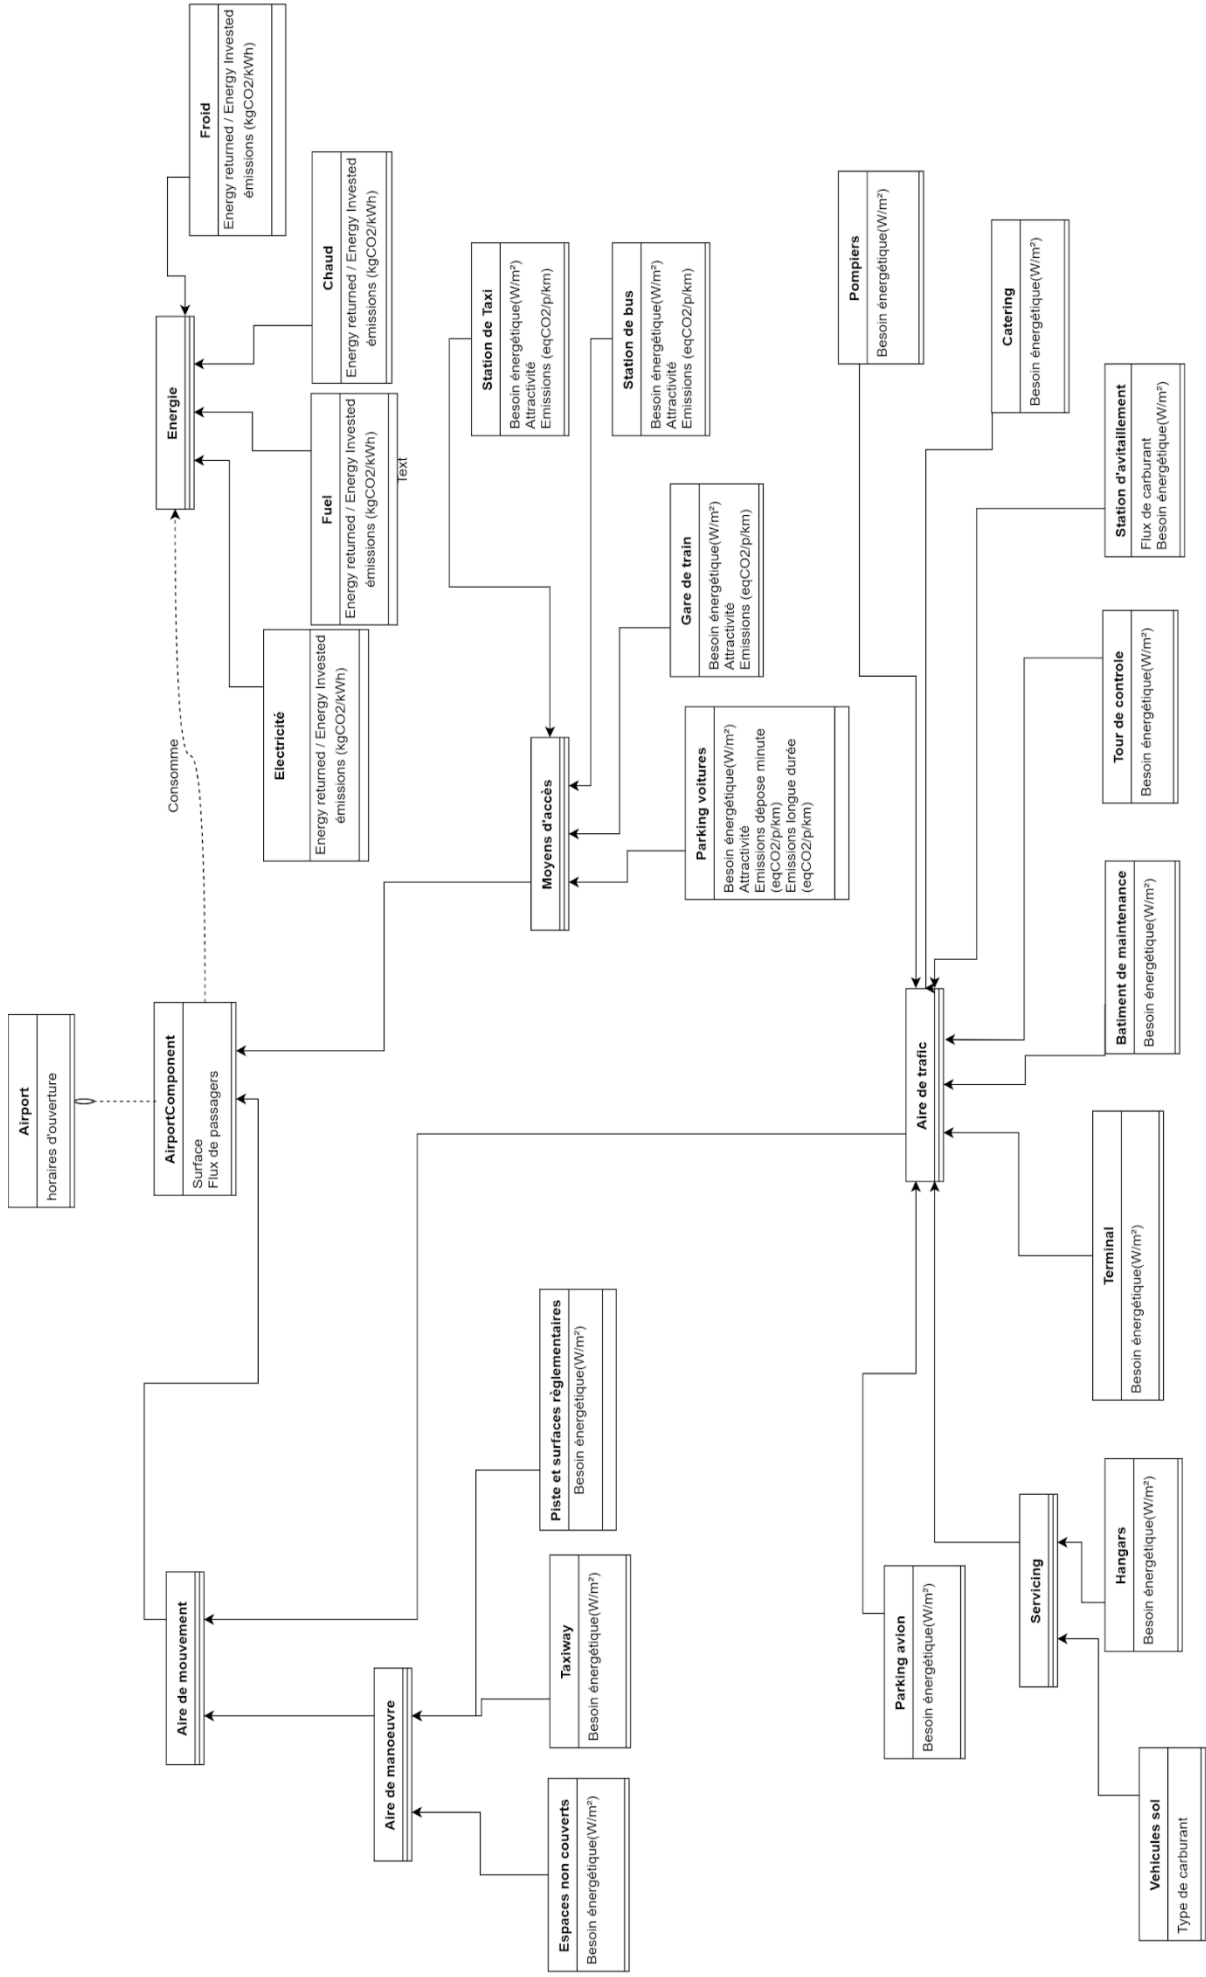 Airport
horaires d'ouverture
AirportComponent
Surface
Flux de passagers
Consomme
Energie
Froid
Energy returned / Energy Invested
émissions (kgCO2/kWh)
Chaud
Energy returned / Energy Invested
émissions (kgCO2/kWh)
Fuel
Energy returned / Energy Invested
émissions (kgCO2/kWh)
Text
Electricité
Energy returned / Energy Invested
émissions (kgCO2/kWh)
Aire de mouvement
Aire de manoeuvre
Espaces non couverts
Besoin énergétique(W/m²)
Taxiway
Besoin énergétique(W/m²)
Piste et surfaces règlementaires
Besoin énergétique(W/m²)
Moyens d'accès
Parking voitures
Besoin énergétique(W/m²)
Attractivité
Emissions dépose minute
(eqCO2/p/km)
Emissions longue durée
(eqCO2/p/km)
Gare de train
Besoin énergétique(W/m²)
Attractivité
Emissions (eqCO2/p/km)
Station de Taxi
Besoin énergétique(W/m²)
Attractivité
Emissions (eqCO2/p/km)
Station de bus
Besoin énergétique(W/m²)
Attractivité
Emissions (eqCO2/p/km)
Aire de trafic
Parking avion
Besoin énergétique(W/m²)
Servicing
Vehicules sol
Type de carburant
Hangars
Besoin énergétique(W/m²)
Terminal
Besoin énergétique(W/m²)
Batiment de maintenance
Besoin énergétique(W/m²)
Tour de controle
Besoin énergétique(W/m²)
Station d'avitaillement
Flux de carburant
Besoin énergétique(W/m²)
Catering
Besoin énergétique(W/m²)
Pompiers
Besoin énergétique(W/m²)